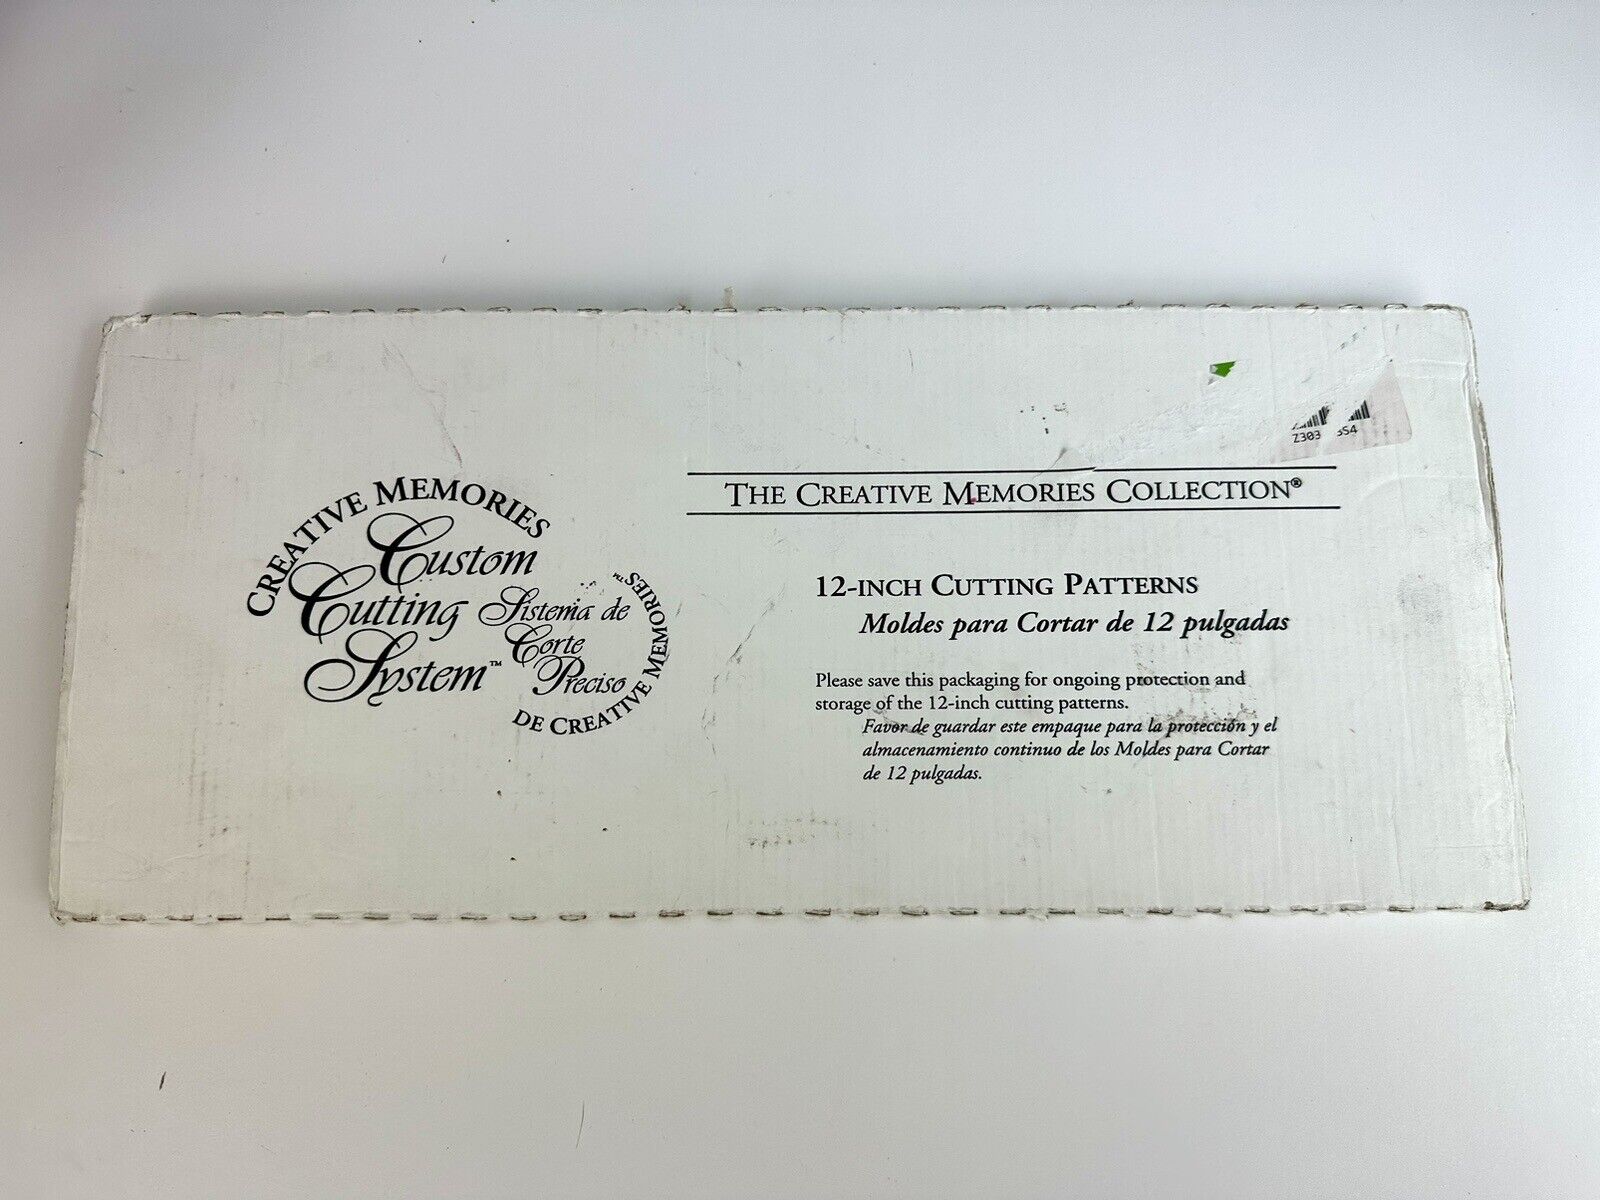 CREATIVE MEMORIES
Custom
Cutting
System™
Sistema de
Corte
Preciso
DE CREATIVE MEMORIES™
THE CREATIVE MEMORIES COLLECTION®
12-INCH CUTTING PATTERNS
Moldes para Cortar de 12 pulgadas
Please save this packaging for ongoing protection and
storage of the 12-inch cutting patterns.
Favor de guardar este empaque para la protección y el
almacenamiento continuo de los Moldes para Cortar
de 12 pulgadas.
Z303